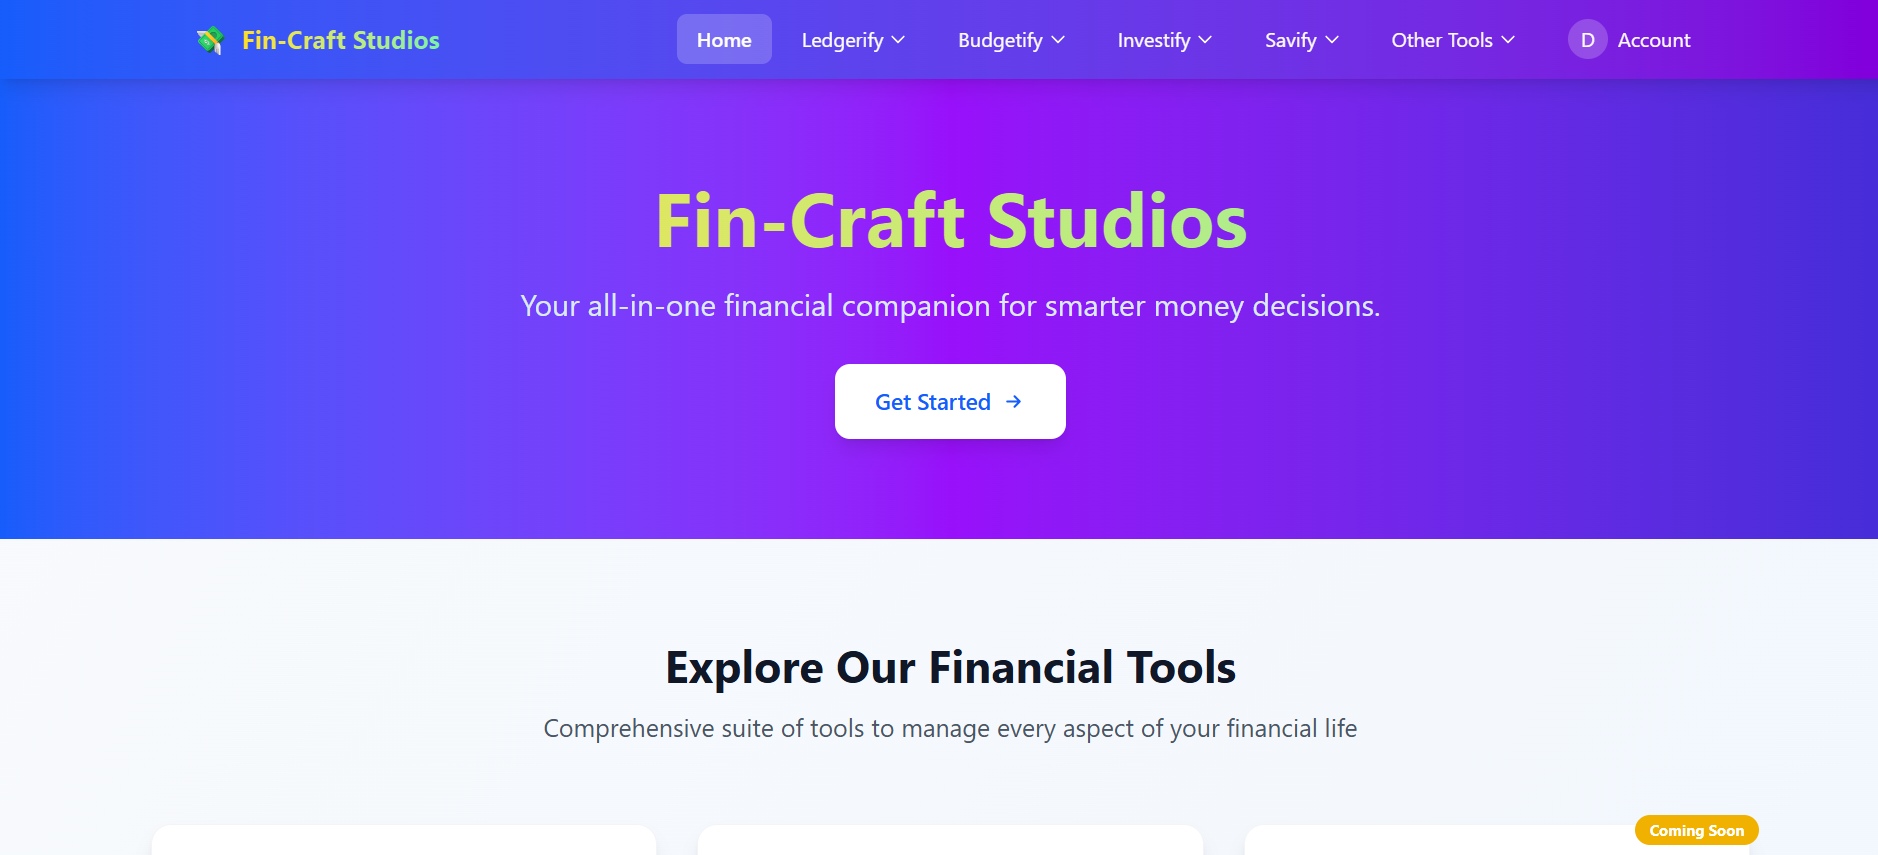 Fin-Craft Studios
Home
Ledgerify
Budgetify
Investify
Savify
Other Tools
D
Account
Fin-Craft Studios
Your all-in-one financial companion for smarter money decisions.
Get Started
Explore Our Financial Tools
Comprehensive suite of tools to manage every aspect of your financial life
Coming Soon